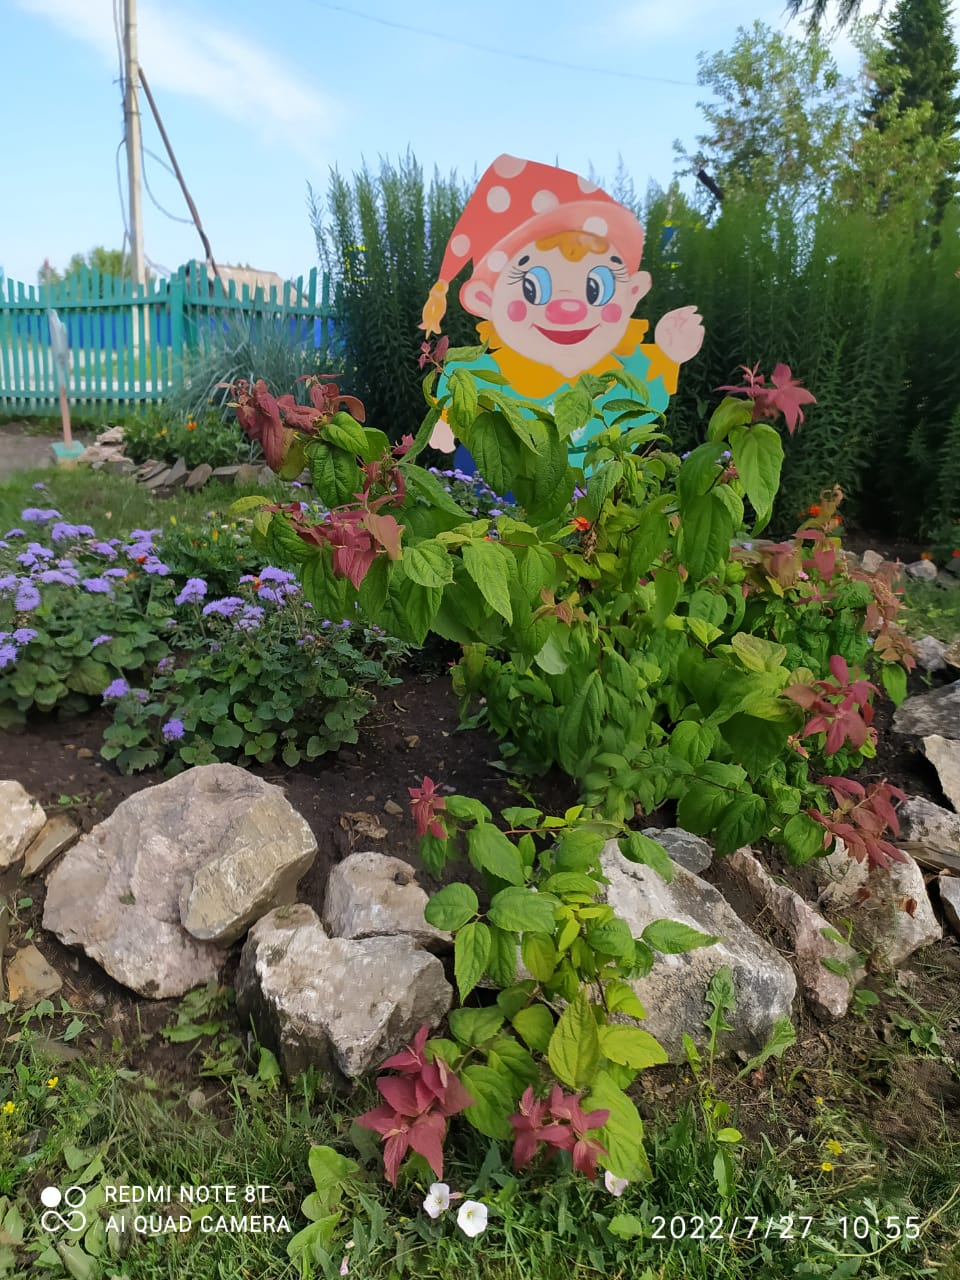 REDMI NOTE 8T
AI QUAD CAMERA
2022/7/27 10:55